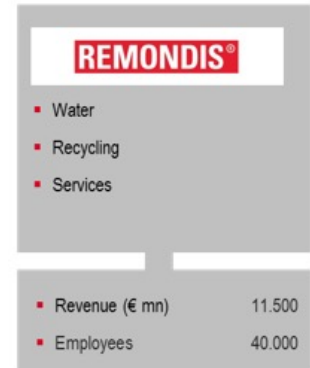 REMONDIS®
Water
Recycling
Services
Revenue (€ mn) 11.500
Employees 40.000